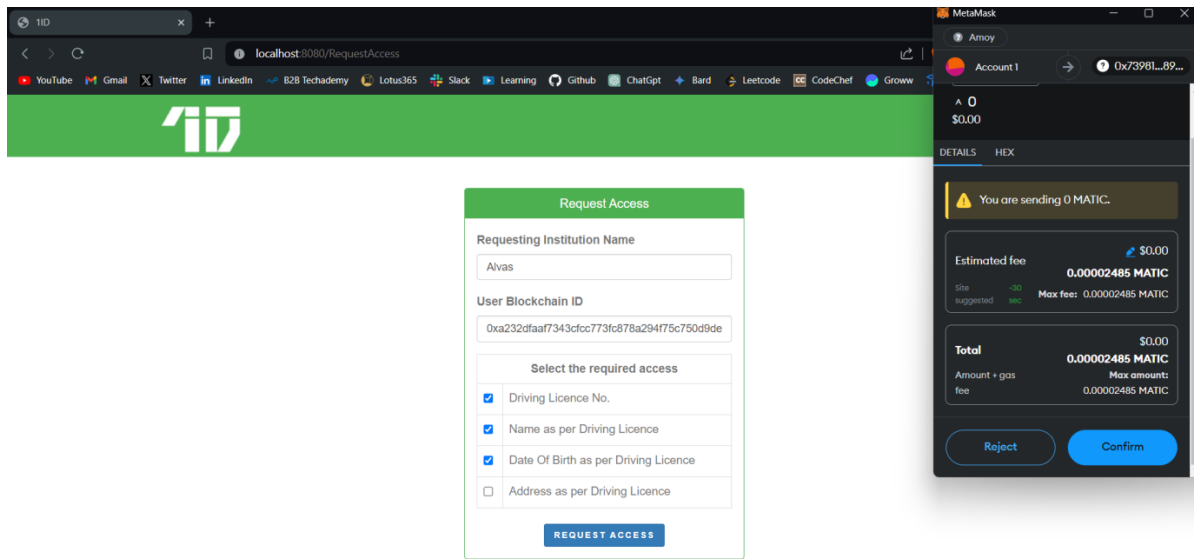 1ID
localhost:8080/RequestAccess
YouTube Gmail Twitter LinkedIn B2B Techademy Lotus365 Slack Learning Github ChatGpt Bard Leetcode CodeChef Groww
1ID
Request Access
Requesting Institution Name
Alvas
User Blockchain ID
0xa232dfaaf7343cfcc773fc878a294f75c750d9de
Select the required access
Driving Licence No.
Name as per Driving Licence
Date Of Birth as per Driving Licence
Address as per Driving Licence
REQUEST ACCESS
MetaMask
Amoy
Account 1 0x73981...89...
0
$0.00
DETAILS HEX
You are sending 0 MATIC.
Estimated fee $0.00
0.00002485 MATIC
Site suggested ~30 sec Max fee: 0.00002485 MATIC
Total $0.00
0.00002485 MATIC
Amount + gas fee Max amount: 0.00002485 MATIC
Reject Confirm